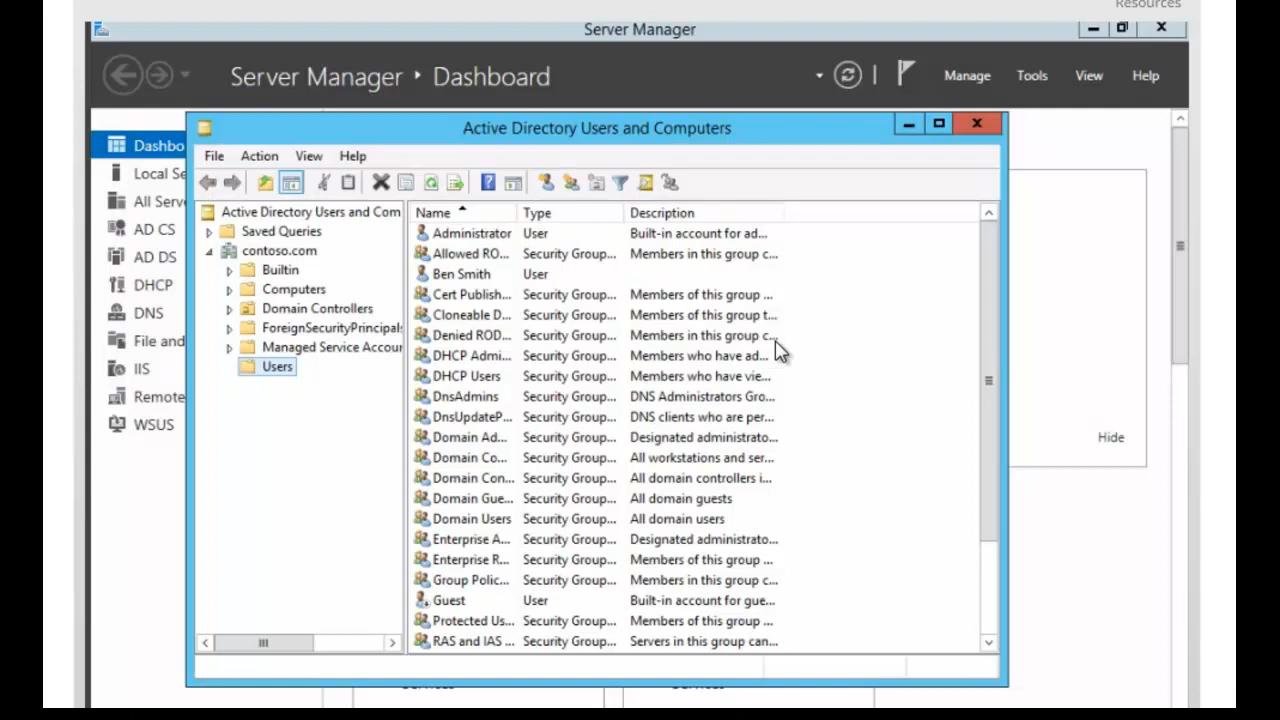 Resources
Server Manager
Server Manager • Dashboard
Manage Tools View Help
Active Directory Users and Computers
File Action View Help
Dashbo
Local Se
All Serv
AD CS
AD DS
DHCP
DNS
File and
IIS
Remote
WSUS
Active Directory Users and Com
Saved Queries
contoso.com
Builtin
Computers
Domain Controllers
ForeignSecurityPrincipals
Managed Service Accour
Users
Name Type Description
Administrator User Built-in account for ad...
Allowed RO... Security Group... Members in this group c...
Ben Smith User
Cert Publish... Security Group... Members of this group ...
Cloneable D... Security Group... Members of this group t...
Denied ROD... Security Group... Members in this group c...
DHCP Admi... Security Group... Members who have ad...
DHCP Users Security Group... Members who have vie...
DnsAdmins Security Group... DNS Administrators Gro...
DnsUpdateP... Security Group... DNS clients who are per...
Domain Ad... Security Group... Designated administrato...
Domain Co... Security Group... All workstations and ser...
Domain Con... Security Group... All domain controllers i...
Domain Gue... Security Group... All domain guests
Domain Users Security Group... All domain users
Enterprise A... Security Group... Designated administrato...
Enterprise R... Security Group... Members of this group ...
Group Polic... Security Group... Members in this group c...
Guest User Built-in account for gue...
Protected Us... Security Group... Members of this group ...
RAS and IAS ... Security Group... Servers in this group can...
Hide